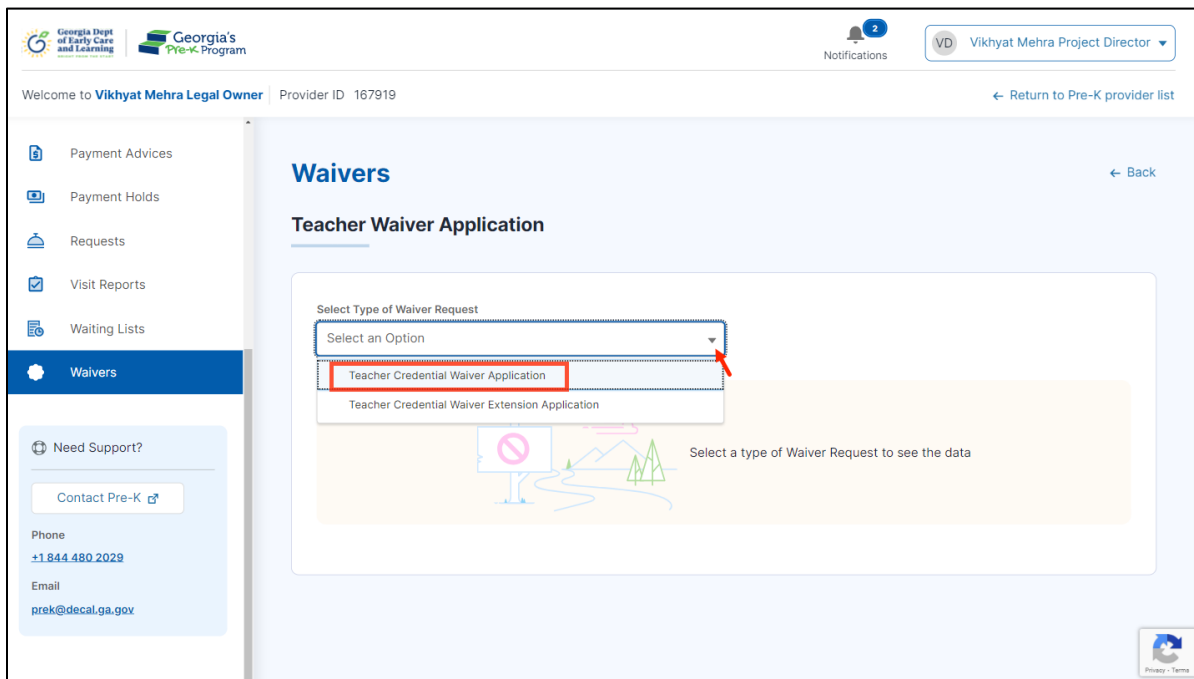 Georgia Dept
of Early Care
and Learning
Georgia's
Pre-K Program
2
Notifications
VD Vikhyat Mehra Project Director
Welcome to Vikhyat Mehra Legal Owner Provider ID 167919
← Return to Pre-K provider list
Payment Advices
Payment Holds
Requests
Visit Reports
Waiting Lists
Waivers
Need Support?
Contact Pre-K
Phone
+1 844 480 2029
Email
prek@decal.ga.gov
Waivers
← Back
Teacher Waiver Application
Select Type of Waiver Request
Select an Option
Teacher Credential Waiver Application
Teacher Credential Waiver Extension Application
Select a type of Waiver Request to see the data
Privacy - Terms